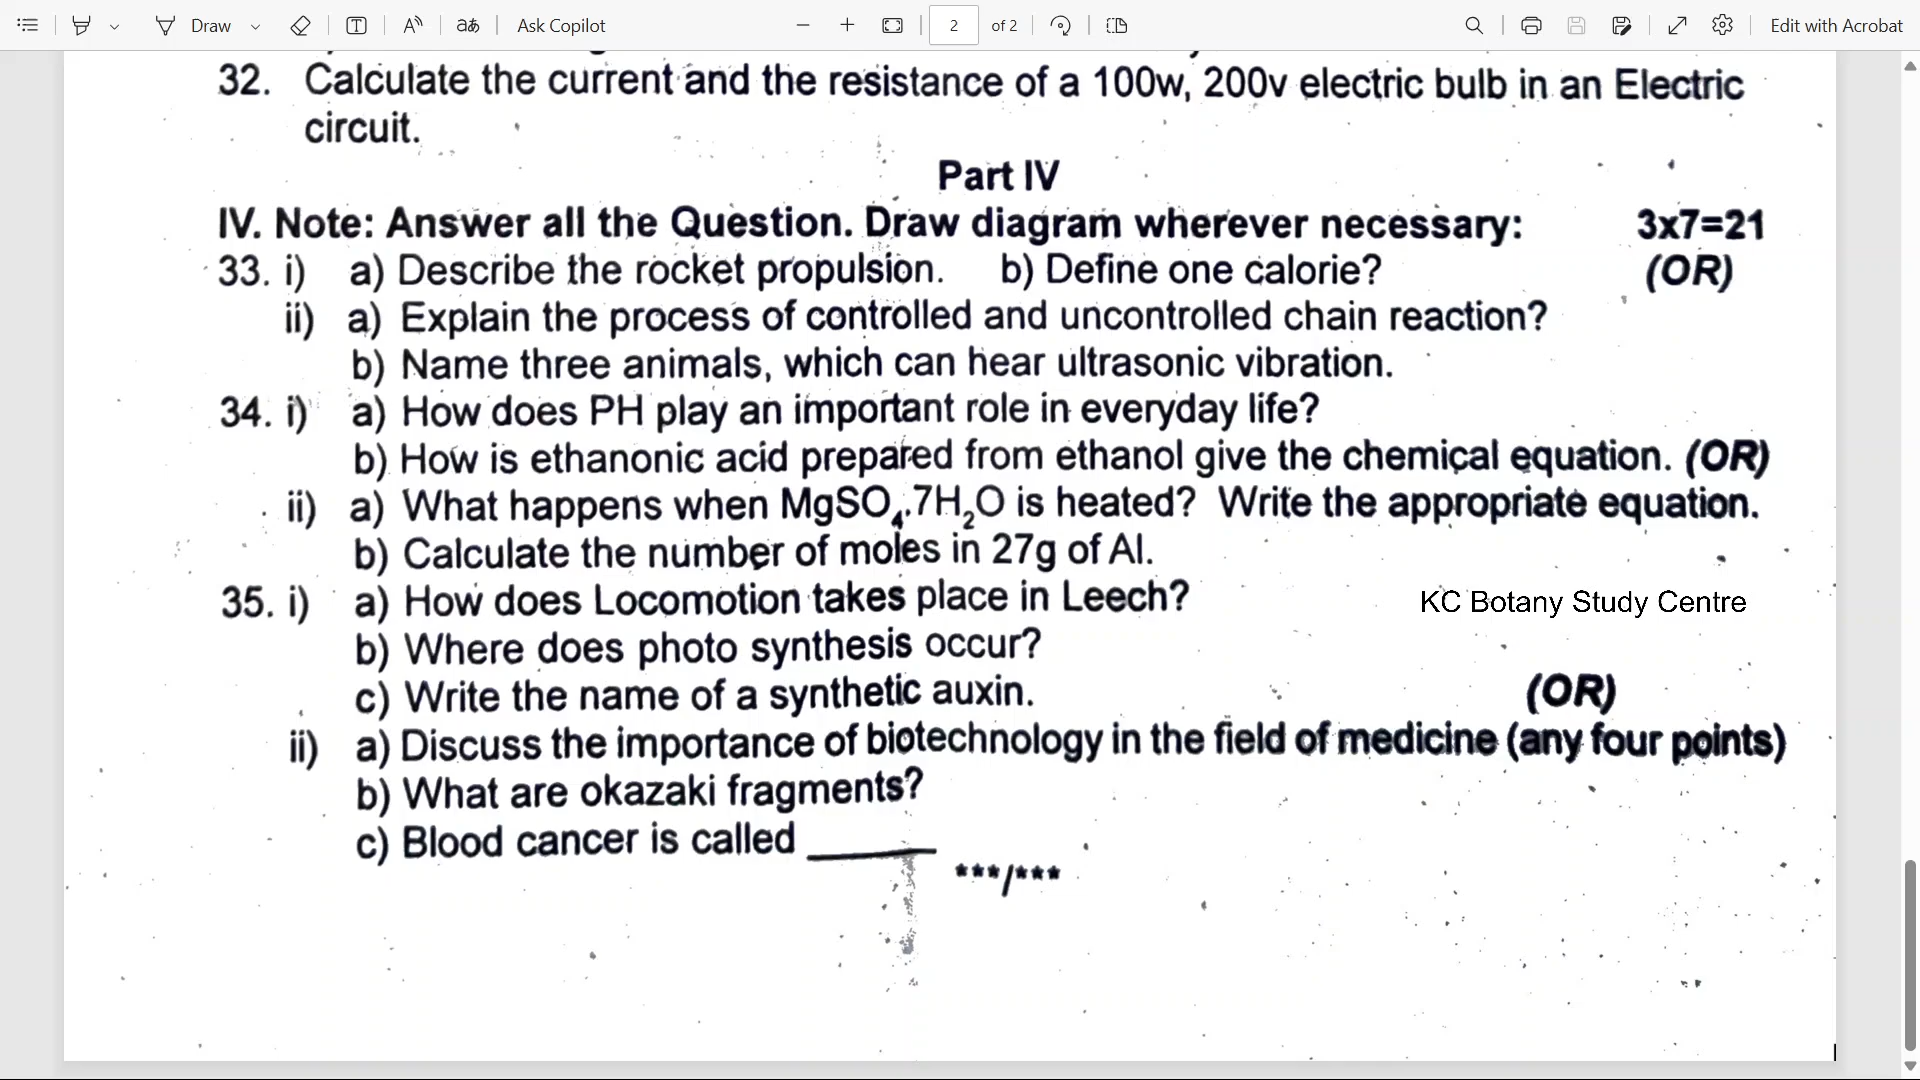 Draw
Ask Copilot
2 of 2
Edit with Acrobat
32. Calculate the current and the resistance of a 100w, 200v electric bulb in an Electric
circuit.
Part IV
IV. Note: Answer all the Question. Draw diagram wherever necessary: 3x7=21
33. i) a) Describe the rocket propulsion. b) Define one calorie? (OR)
ii) a) Explain the process of controlled and uncontrolled chain reaction?
b) Name three animals, which can hear ultrasonic vibration.
34. i) a) How does PH play an important role in everyday life?
b) How is ethanonic acid prepared from ethanol give the chemical equation. (OR)
ii) a) What happens when MgSO₄.7H₂O is heated? Write the appropriate equation.
b) Calculate the number of moles in 27g of Al.
35. i) a) How does Locomotion takes place in Leech?
KC Botany Study Centre
b) Where does photo synthesis occur?
c) Write the name of a synthetic auxin. (OR)
ii) a) Discuss the importance of biotechnology in the field of medicine (any four points)
b) What are okazaki fragments?
c) Blood cancer is called ______
***/***